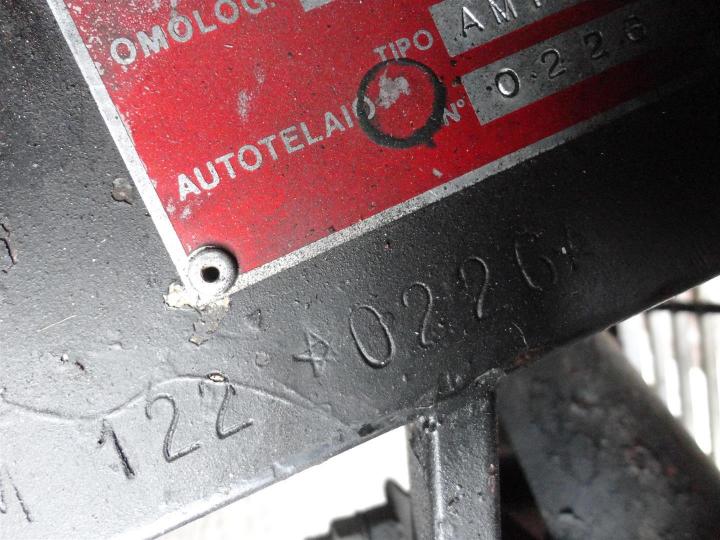 OMOLOG.
TIPO AM
AUTOTELAIO N° 0226
122 ☆0226☆